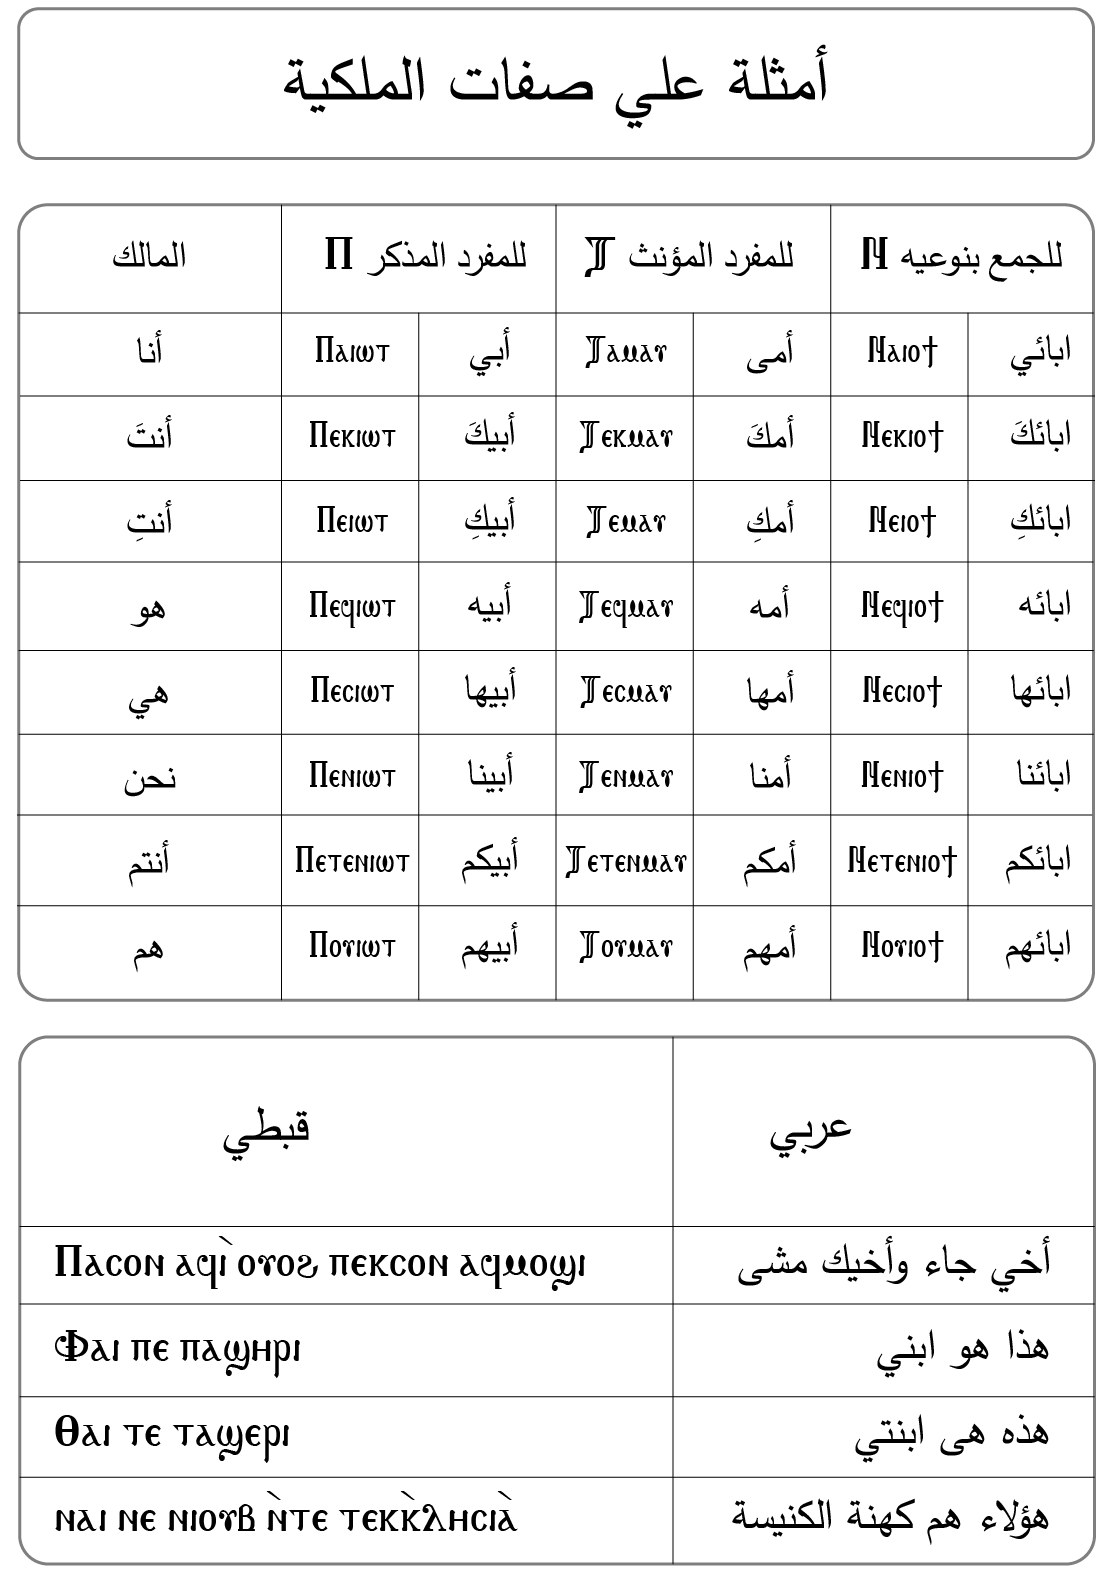 أمثلة علي صفات الملكية
المالك	للمفرد المذكر Ⲡ	للمفرد المؤنث Ⲧ	للجمع بنوعيه Ⲛ
أنا	Ⲡⲁⲓⲱⲧ	أبي	Ⲧⲁⲙⲁⲩ	أمى	Ⲛⲁⲓⲟϯ	ابائي
أنتَ	Ⲡⲉⲕⲓⲱⲧ	أبيكَ	Ⲧⲉⲕⲙⲁⲩ	أمكَ	Ⲛⲉⲕⲓⲟϯ	ابائكَ
أنتِ	Ⲡⲉⲓⲱⲧ	أبيكِ	Ⲧⲉⲙⲁⲩ	أمكِ	Ⲛⲉⲓⲟϯ	ابائكِ
هو	Ⲡⲉϥⲓⲱⲧ	أبيه	Ⲧⲉϥⲙⲁⲩ	أمه	Ⲛⲉϥⲓⲟϯ	ابائه
هي	Ⲡⲉⲥⲓⲱⲧ	أبيها	Ⲧⲉⲥⲙⲁⲩ	أمها	Ⲛⲉⲥⲓⲟϯ	ابائها
نحن	Ⲡⲉⲛⲓⲱⲧ	أبينا	Ⲧⲉⲛⲙⲁⲩ	أمنا	Ⲛⲉⲛⲓⲟϯ	ابائنا
أنتم	Ⲡⲉⲧⲉⲛⲓⲱⲧ	أبيكم	Ⲧⲉⲧⲉⲛⲙⲁⲩ	أمكم	Ⲛⲉⲧⲉⲛⲓⲟϯ	ابائكم
هم	Ⲡⲟⲩⲓⲱⲧ	أبيهم	Ⲧⲟⲩⲙⲁⲩ	أمهم	Ⲛⲟⲩⲓⲟϯ	ابائهم
قبطي	عربي
Ⲡⲁⲥⲟⲛ ⲁϥⲓ̀ ⲟⲩⲟϩ ⲡⲉⲕⲥⲟⲛ ⲁϥⲙⲟϣⲓ	أخي جاء وأخيك مشى
Ⲫⲁⲓ ⲡⲉ ⲡⲁϣⲏⲣⲓ	هذا هو ابني
Ⲑⲁⲓ ⲧⲉ ⲧⲁϣⲉⲣⲓ	هذه هى ابنتي
ⲛⲁⲓ ⲛⲉ ⲛⲓⲟⲩⲃ ⲛ̀ⲧⲉ ⲧⲉⲕⲕ̀ⲗⲏⲥⲓⲁ̀	هؤلاء هم كهنة الكنيسة